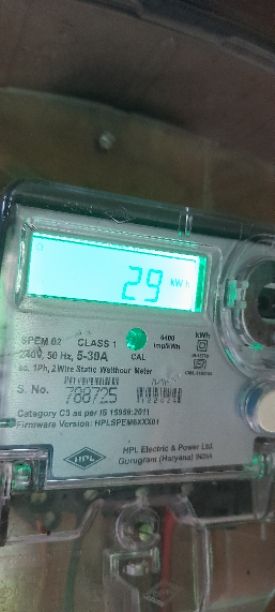 29 kWh
SPEM 02 CLASS 1 6400 kWh
240V, 50 Hz, 5-30A CAL imp/kWh
ac, 1Ph, 2 Wire Static Watthour Meter
S. No. 788725
Category C3 as per IS 15959:2011
Firmware Version: HPLSPEM6XXX01
HPL
HPL Electric & Power Ltd.
Gurugram (Haryana) INDIA